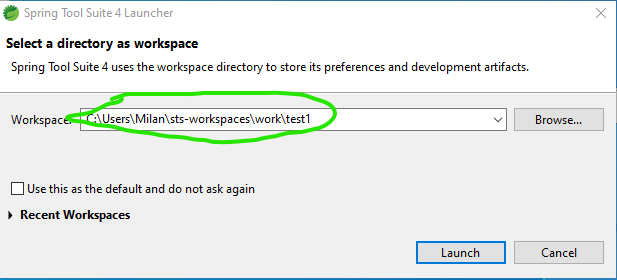 Spring Tool Suite 4 Launcher
Select a directory as workspace
Spring Tool Suite 4 uses the workspace directory to store its preferences and development artifacts.
Workspace: C:\Users\Milan\sts-workspaces\work\test1 Browse...
Use this as the default and do not ask again
Recent Workspaces
Launch Cancel